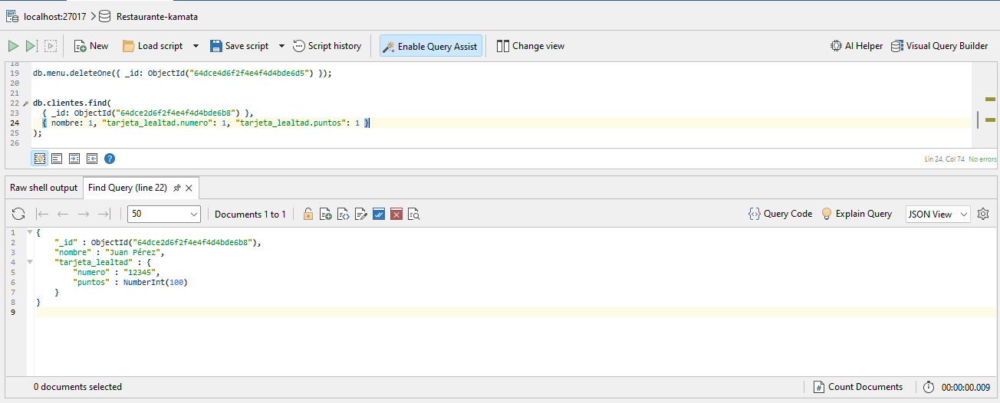 localhost:27017 Restaurante-kamata
New Load script Save script Script history Enable Query Assist Change view AI Helper Visual Query Builder
18
19 db.menu.deleteOne({ _id: ObjectId("64dce4d6f2f4e4f4d4bde6d5") });
20
21
22 db.clientes.find(
23 { _id: ObjectId("64dce2d6f2f4e4f4d4bde6b8") },
24 { nombre: 1, "tarjeta_lealtad.numero": 1, "tarjeta_lealtad.puntos": 1 }
25 );
26
Lin 24, Col 74 No errors
Raw shell output Find Query (line 22)
50 Documents 1 to 1 Query Code Explain Query JSON View
1 {
2 "_id" : ObjectId("64dce2d6f2f4e4f4d4bde6b8"),
3 "nombre" : "Juan Pérez",
4 "tarjeta_lealtad" : {
5 "numero" : "12345",
6 "puntos" : NumberInt(100)
7 }
8 }
9
0 documents selected Count Documents 00:00:00.009